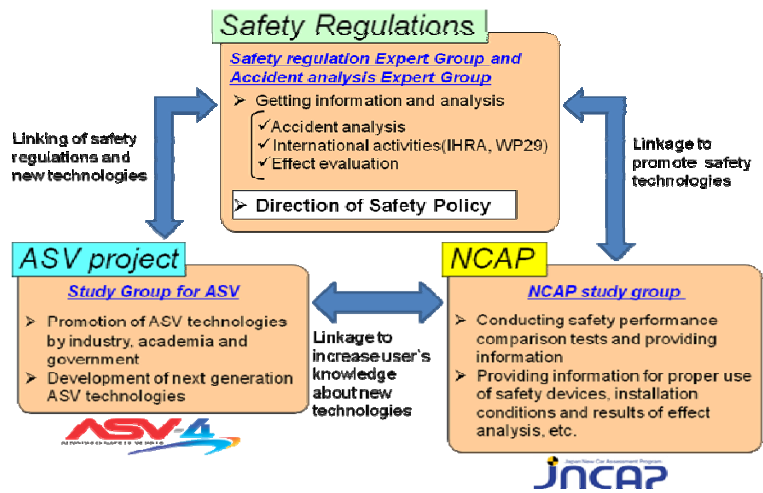 Safety Regulations
Safety regulation Expert Group and
Accident analysis Expert Group
➢ Getting information and analysis
✓Accident analysis
✓International activities(IHRA, WP29)
✓Effect evaluation
➢ Direction of Safety Policy
Linking of safety
regulations and
new technologies
Linkage to
promote safety
technologies
ASV project
Study Group for ASV
➢ Promotion of ASV technologies
by industry, academia and
government
➢ Development of next generation
ASV technologies
Linkage to
increase user's
knowledge
about new
technologies
NCAP
NCAP study group
➢ Conducting safety performance
comparison tests and providing
information
➢ Providing information for proper use
of safety devices, installation
conditions and results of effect
analysis, etc.
ASV-4
Japan New Car Assessment Program
JNCAP